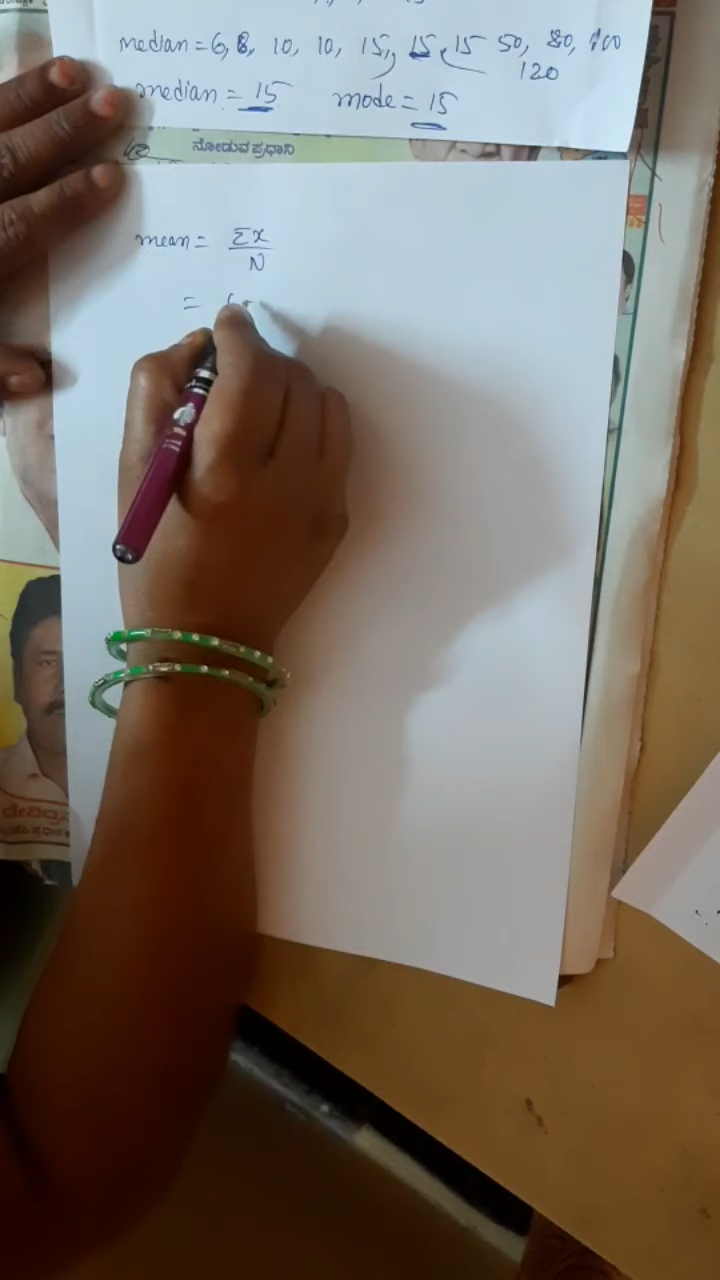 median = 6, 8, 10, 10, 15, 15, 15 50, 80, 100
120
median = 15 mode = 15
ನೋಡುವ ಪ್ರಧಾನಿ
mean = Σx
N
=